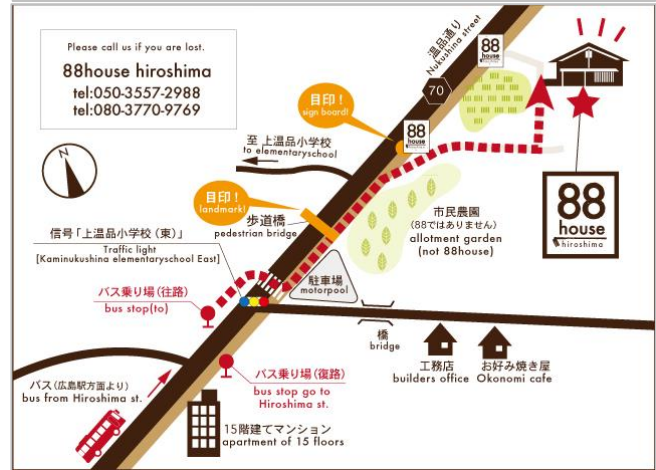 Please call us if you are lost.
88house hiroshima
tel:050-3557-2988
tel:080-3770-9769
N
温品通り
Nukushina street
70
88
house
hiroshima
目印！
sign board!
88
house
hiroshima
至 上温品小学校
to elementaryschool
目印！
landmark!
歩道橋
pedestrian bridge
市民農園
（88ではありません）
allotment garden
(not 88house)
88
house
hiroshima
信号「上温品小学校（東）」
Traffic light
[Kaminukushina elementaryschool East]
駐車場
motorpool
バス乗り場（往路）
bus stop(to)
橋
bridge
工務店
builders office
お好み焼き屋
Okonomi cafe
バス乗り場（復路）
bus stop go to
Hiroshima st.
バス（広島駅方面より）
bus from Hiroshima st.
15階建てマンション
apartment of 15 floors